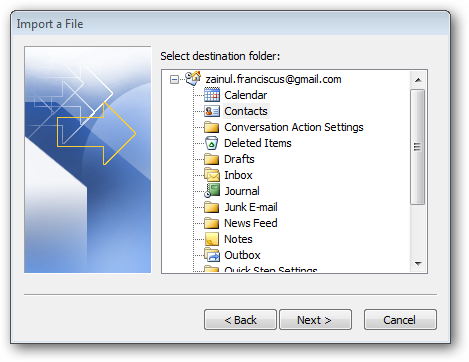 Import a File
Select destination folder:
zainul.franciscus@gmail.com
Calendar
Contacts
Conversation Action Settings
Deleted Items
Drafts
Inbox
Journal
Junk E-mail
News Feed
Notes
Outbox
Quick Step Settings
< Back
Next >
Cancel